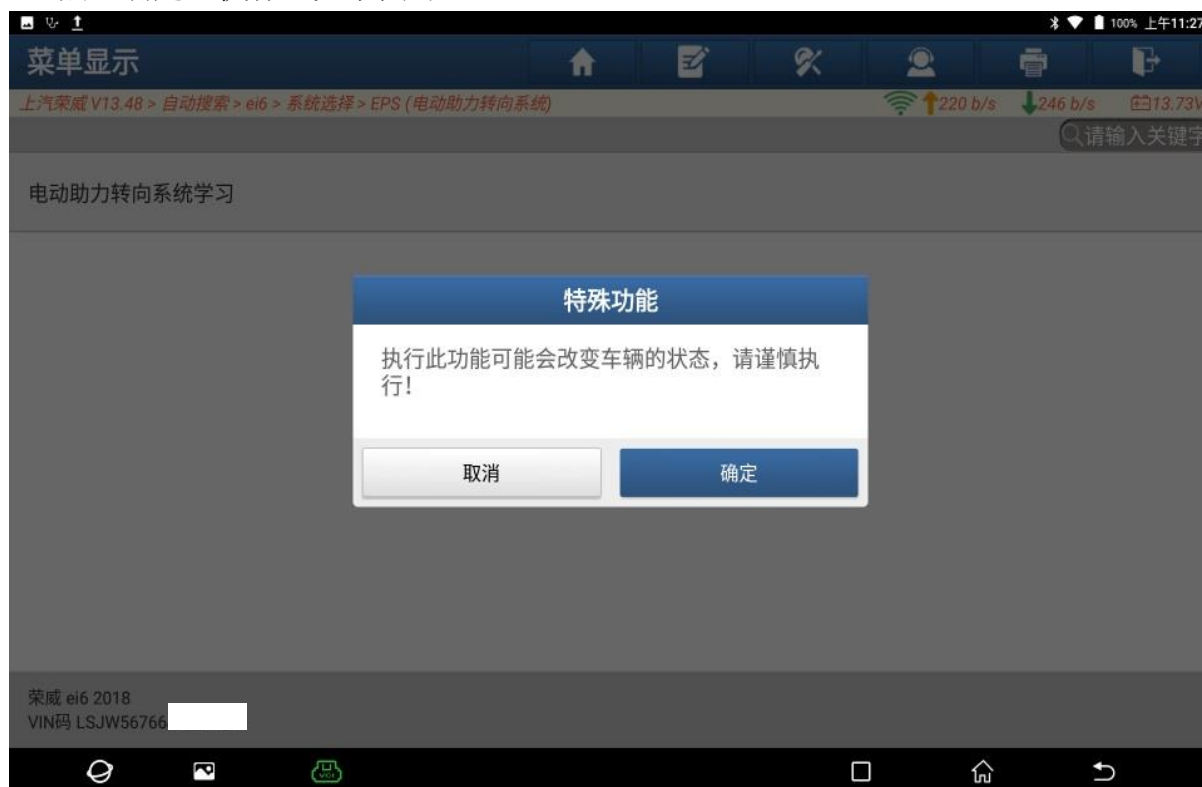 100% 上午11:27
菜单显示
上汽荣威 V13.48 > 自动搜索 > ei6 > 系统选择 > EPS (电动助力转向系统)
220 b/s 246 b/s 13.73V
请输入关键字
电动助力转向系统学习
特殊功能
执行此功能可能会改变车辆的状态，请谨慎执
行！
取消 确定
荣威 ei6 2018
VIN码 LSJW56766
VCI